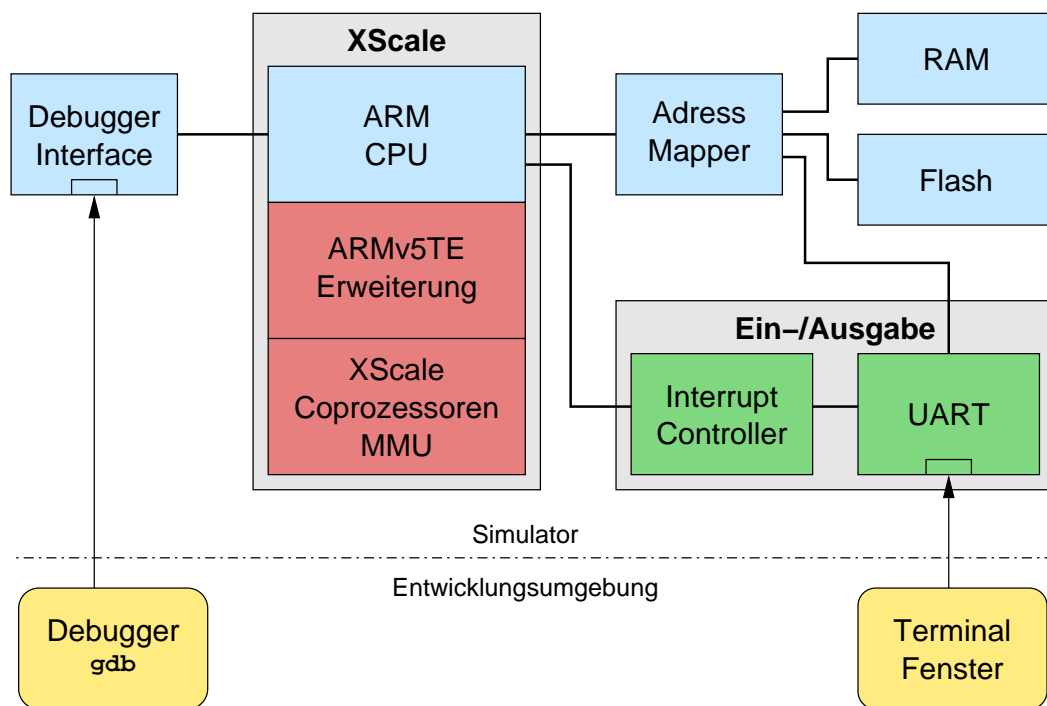 XScale
Debugger
Interface
ARM
CPU
ARMv5TE
Erweiterung
XScale
Coprozessoren
MMU
Adress
Mapper
RAM
Flash
Ein–/Ausgabe
Interrupt
Controller
UART
Simulator
Entwicklungsumgebung
Debugger
gdb
Terminal
Fenster